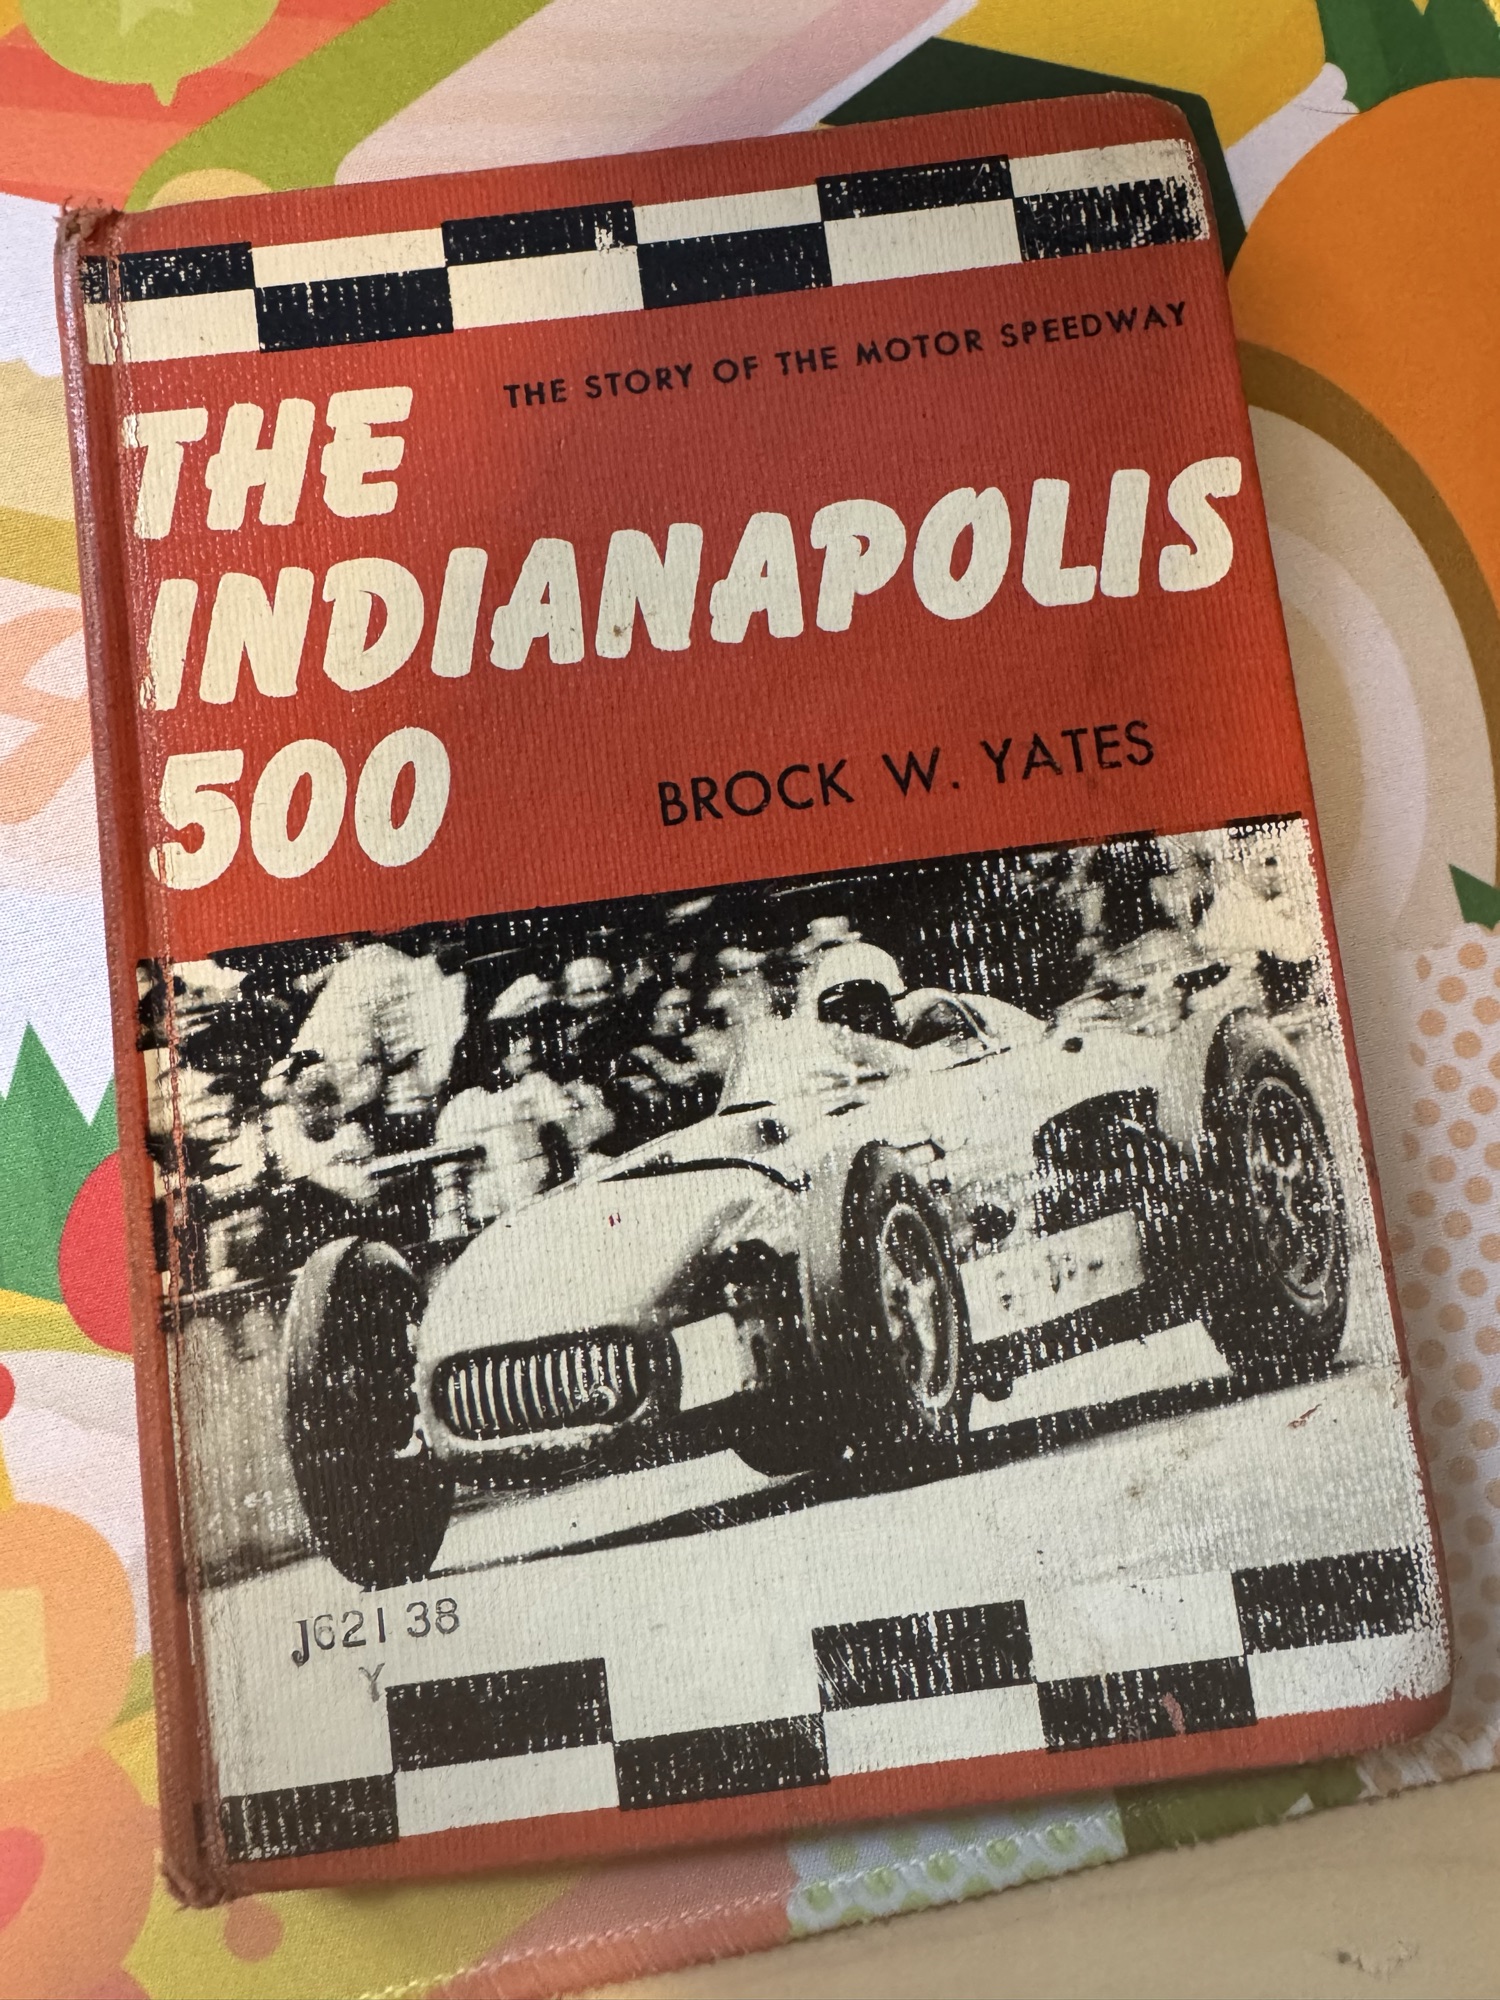 THE STORY OF THE MOTOR SPEEDWAY
THE
INDIANAPOLIS
500
BROCK W. YATES
J621 38
Y